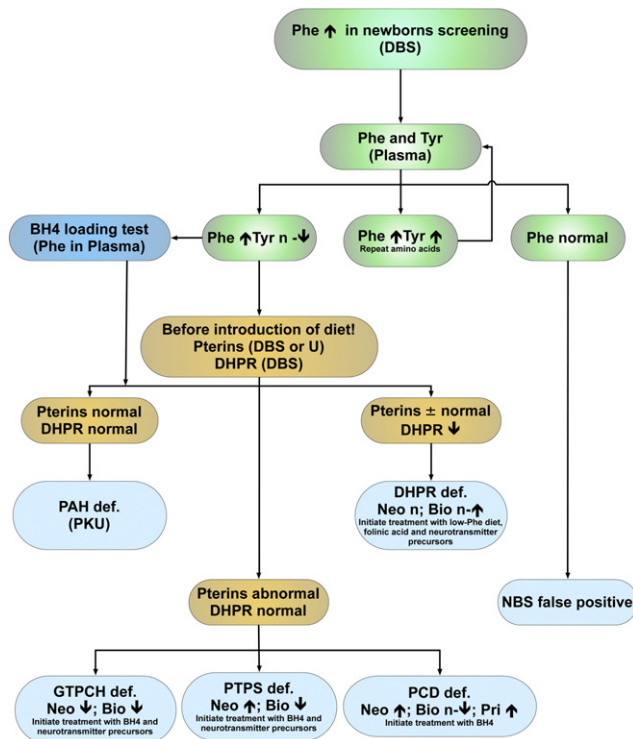 Phe ↑ in newborns screening
(DBS)
Phe and Tyr
(Plasma)
BH4 loading test
(Phe in Plasma)
Phe ↑Tyr n -↓
Phe ↑Tyr ↑
Repeat amino acids
Phe normal
Before introduction of diet!
Pterins (DBS or U)
DHPR (DBS)
Pterins normal
DHPR normal
Pterins ± normal
DHPR ↓
PAH def.
(PKU)
DHPR def.
Neo n; Bio n-↑
Initiate treatment with low-Phe diet,
folinic acid and neurotransmitter
precursors
Pterins abnormal
DHPR normal
NBS false positive
GTPCH def.
Neo ↓; Bio ↓
Initiate treatment with BH4 and
neurotransmitter precursors
PTPS def.
Neo ↑; Bio ↓
Initiate treatment with BH4 and
neurotransmitter precursors
PCD def.
Neo ↑; Bio n-↓; Pri ↑
Initiate treatment with BH4